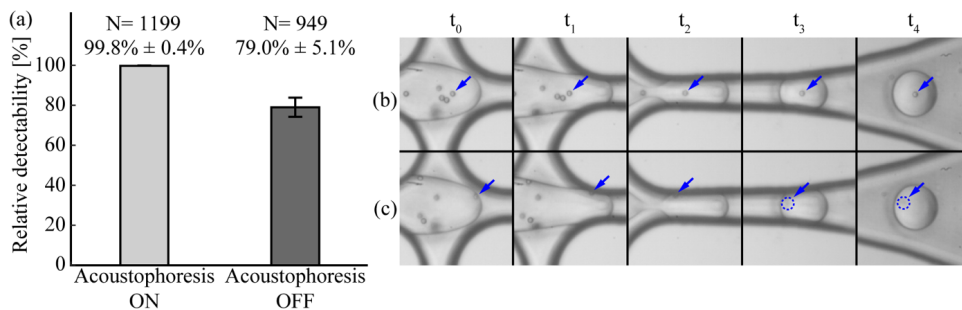 (a)
N= 1199
99.8% ± 0.4%
N= 949
79.0% ± 5.1%
Relative detectability [%]
100
80
60
40
20
0
Acoustophoresis
ON
Acoustophoresis
OFF
t0 t1 t2 t3 t4
(b)
(c)